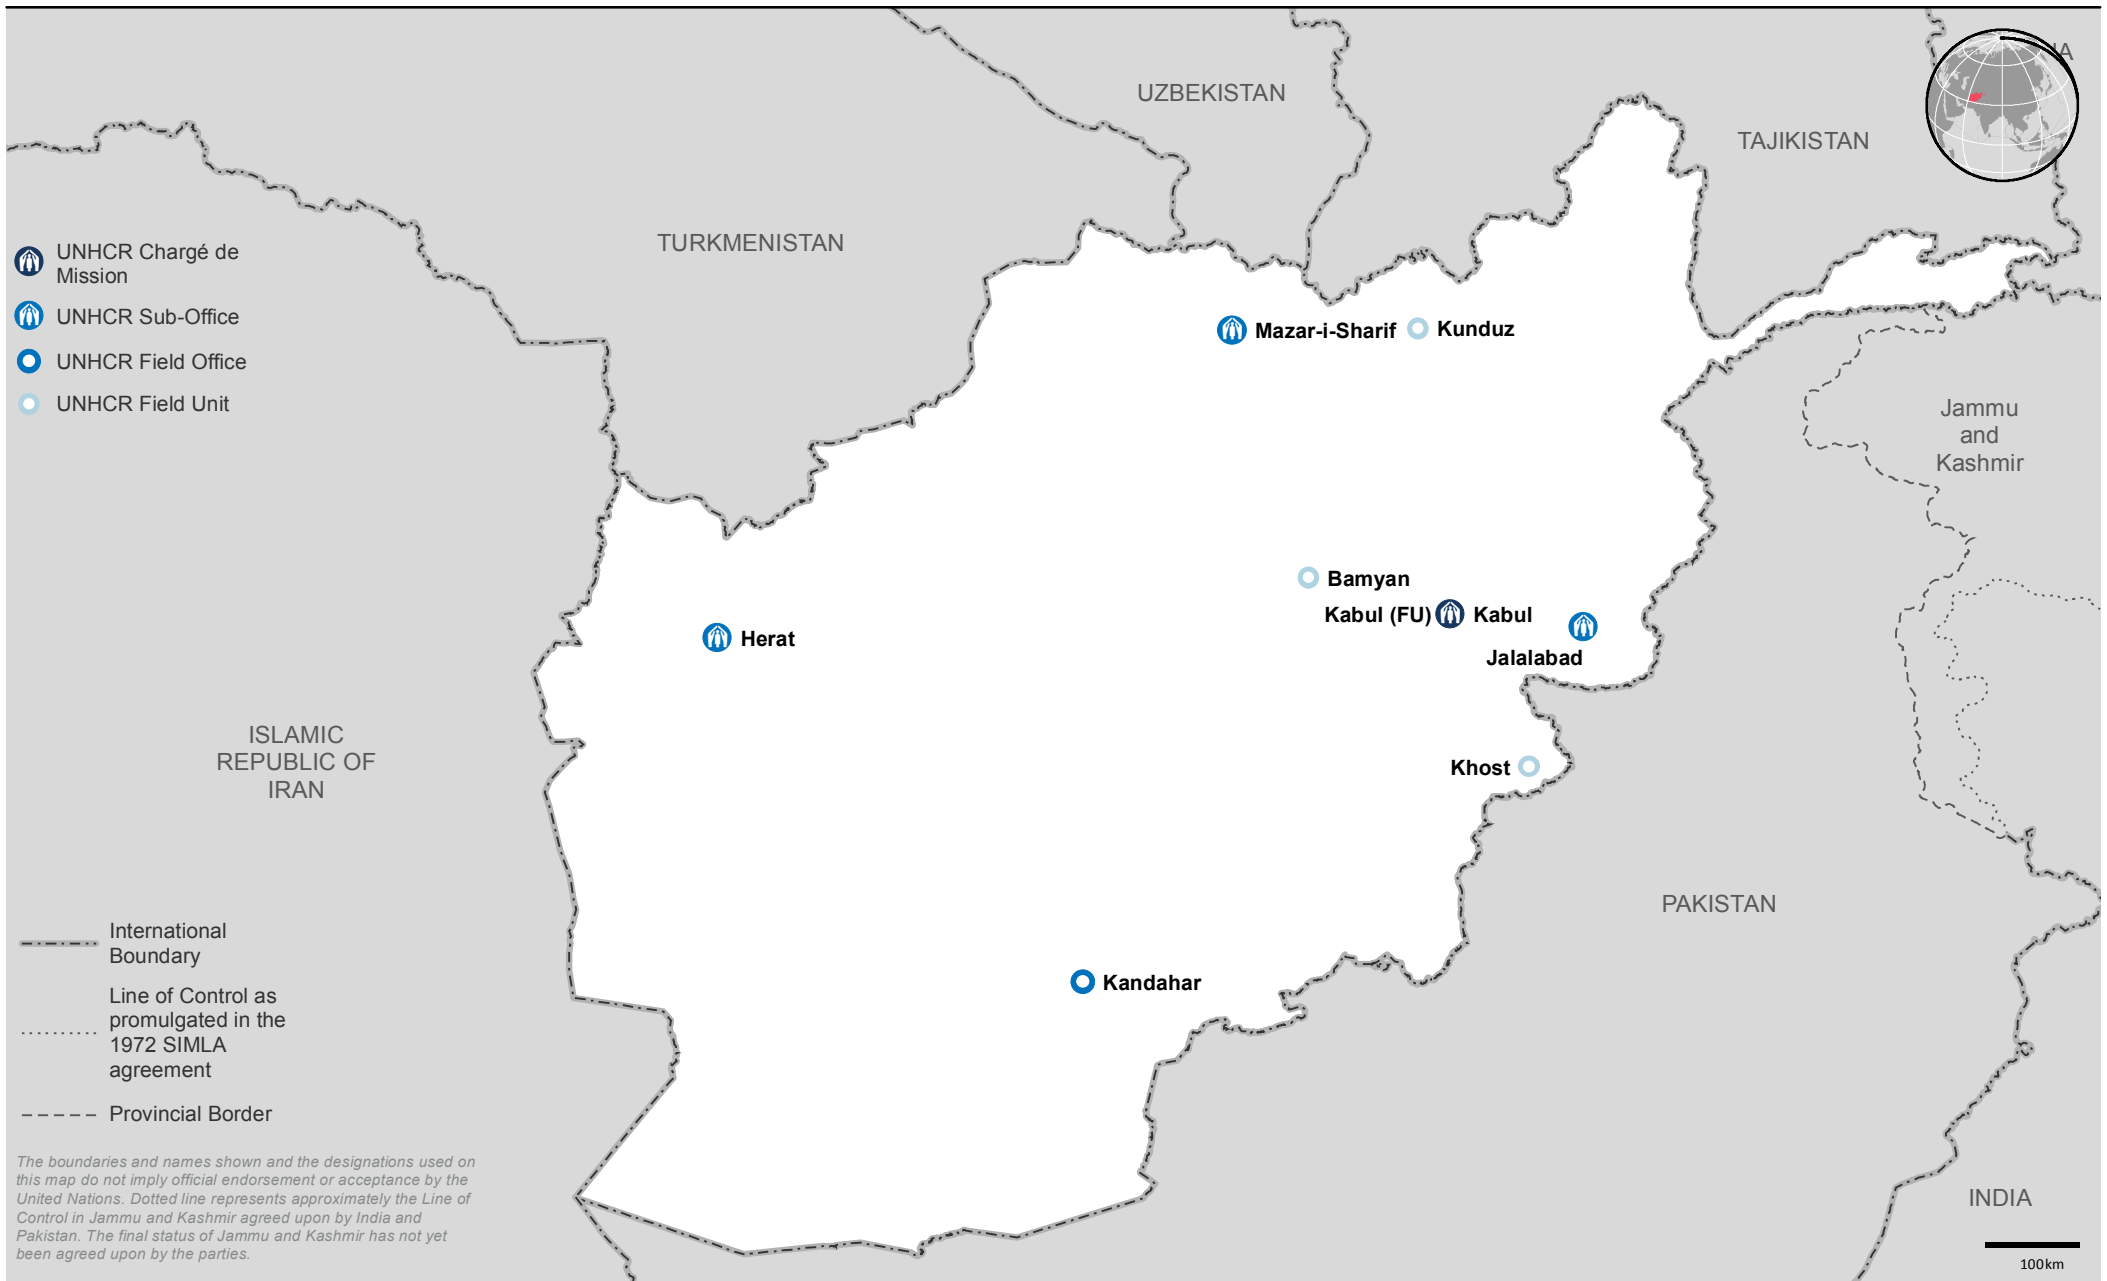 UZBEKISTAN
TAJIKISTAN
TURKMENISTAN
UNHCR Chargé de
Mission
UNHCR Sub-Office
UNHCR Field Office
UNHCR Field Unit
Mazar-i-Sharif
Kunduz
Jammu
and
Kashmir
Bamyan
Kabul (FU)
Kabul
Herat
Jalalabad
ISLAMIC
REPUBLIC OF
IRAN
Khost
PAKISTAN
Kandahar
International
Boundary
Line of Control as
promulgated in the
1972 SIMLA
agreement
Provincial Border
The boundaries and names shown and the designations used on
this map do not imply official endorsement or acceptance by the
United Nations. Dotted line represents approximately the Line of
Control in Jammu and Kashmir agreed upon by India and
Pakistan. The final status of Jammu and Kashmir has not yet
been agreed upon by the parties.
INDIA
100km